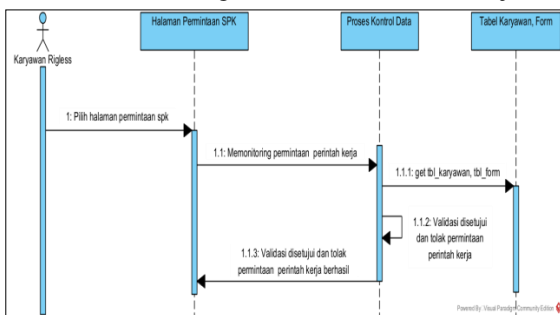 Halaman Permintaan SPK
Proses Kontrol Data
Tabel Karyawan, Form
Karyawan Rigless
1: Pilih halaman permintaan spk
1.1: Memonitoring permintaan perintah kerja
1.1.1: get tbl_karyawan, tbl_form
1.1.2: Validasi disetujui
dan tolak permintaan
perintah kerja
1.1.3: Validasi disetujui dan tolak
permintaan perintah kerja berhasil
Powered By Visual Paradigm Community Edition